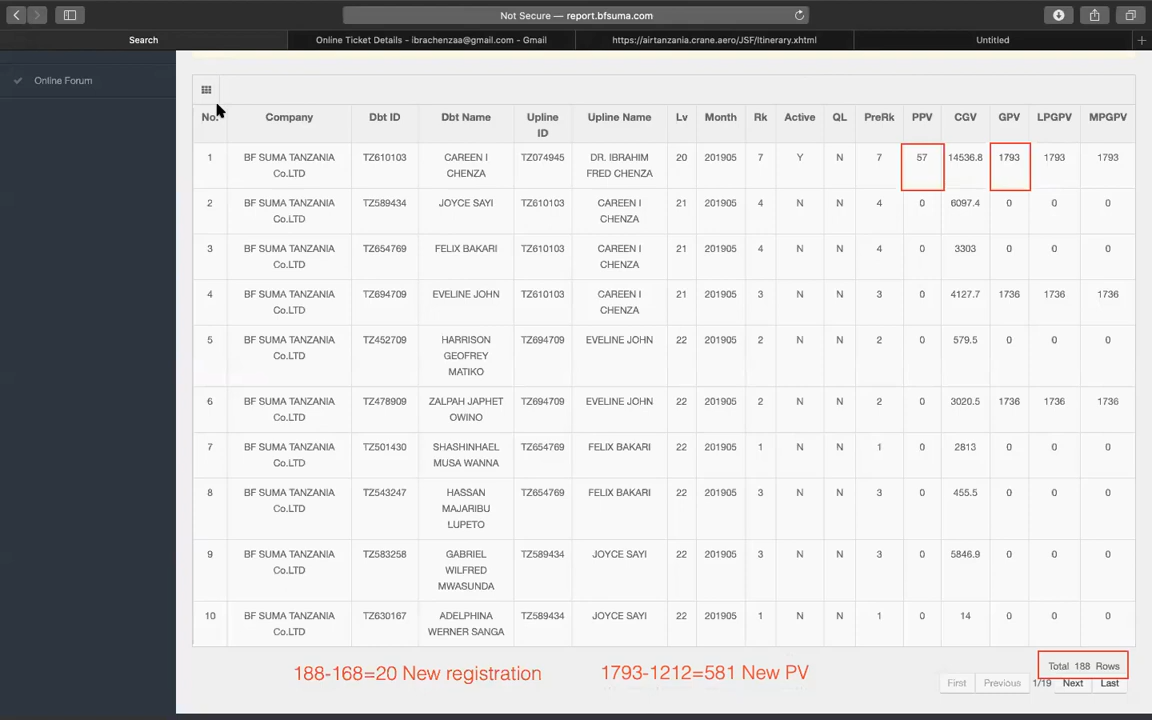 Not Secure — report.bfsuma.com
Search
Online Ticket Details - ibrachenzaa@gmail.com - Gmail
https://airtanzania.crane.aero/JSF/Itinerary.xhtml
Untitled
Online Forum
No. Company Dbt ID Dbt Name Upline ID Upline Name Lv Month Rk Active QL PreRk PPV CGV GPV LPGPV MPGPV
1 BF SUMA TANZANIA Co.LTD TZ610103 CAREEN I CHENZA TZ074945 DR. IBRAHIM FRED CHENZA 20 201905 7 Y N 7 57 14536.8 1793 1793 1793
2 BF SUMA TANZANIA Co.LTD TZ589434 JOYCE SAYI TZ610103 CAREEN I CHENZA 21 201905 4 N N 4 0 6097.4 0 0 0
3 BF SUMA TANZANIA Co.LTD TZ654769 FELIX BAKARI TZ610103 CAREEN I CHENZA 21 201905 4 N N 4 0 3303 0 0 0
4 BF SUMA TANZANIA Co.LTD TZ694709 EVELINE JOHN TZ610103 CAREEN I CHENZA 21 201905 3 N N 3 0 4127.7 1736 1736 1736
5 BF SUMA TANZANIA Co.LTD TZ452709 HARRISON GEOFREY MATIKO TZ694709 EVELINE JOHN 22 201905 2 N N 2 0 579.5 0 0 0
6 BF SUMA TANZANIA Co.LTD TZ478909 ZALPAH JAPHET OWINO TZ694709 EVELINE JOHN 22 201905 2 N N 2 0 3020.5 1736 1736 1736
7 BF SUMA TANZANIA Co.LTD TZ501430 SHASHINHAEL MUSA WANNA TZ654769 FELIX BAKARI 22 201905 1 N N 1 0 2813 0 0 0
8 BF SUMA TANZANIA Co.LTD TZ543247 HASSAN MAJARIBU LUPETO TZ654769 FELIX BAKARI 22 201905 3 N N 3 0 455.5 0 0 0
9 BF SUMA TANZANIA Co.LTD TZ583258 GABRIEL WILFRED MWASUNDA TZ589434 JOYCE SAYI 22 201905 3 N N 3 0 5846.9 0 0 0
10 BF SUMA TANZANIA Co.LTD TZ630167 ADELPHINA WERNER SANGA TZ589434 JOYCE SAYI 22 201905 1 N N 1 0 14 0 0 0
Total 188 Rows
188-168=20 New registration
1793-1212=581 New PV
First Previous 1/19 Next Last